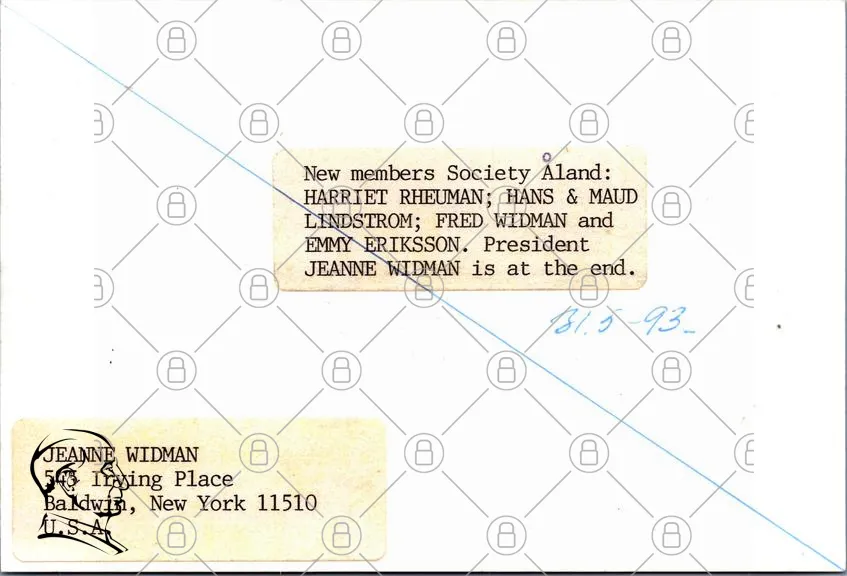 New members Society Åland:
HARRIET RHEUMAN; HANS & MAUD
LINDSTROM; FRED WIDMAN and
EMMY ERIKSSON. President
JEANNE WIDMAN is at the end.
31.5-93
JEANNE WIDMAN
Irving Place
Baldwin, New York 11510
U.S.A.